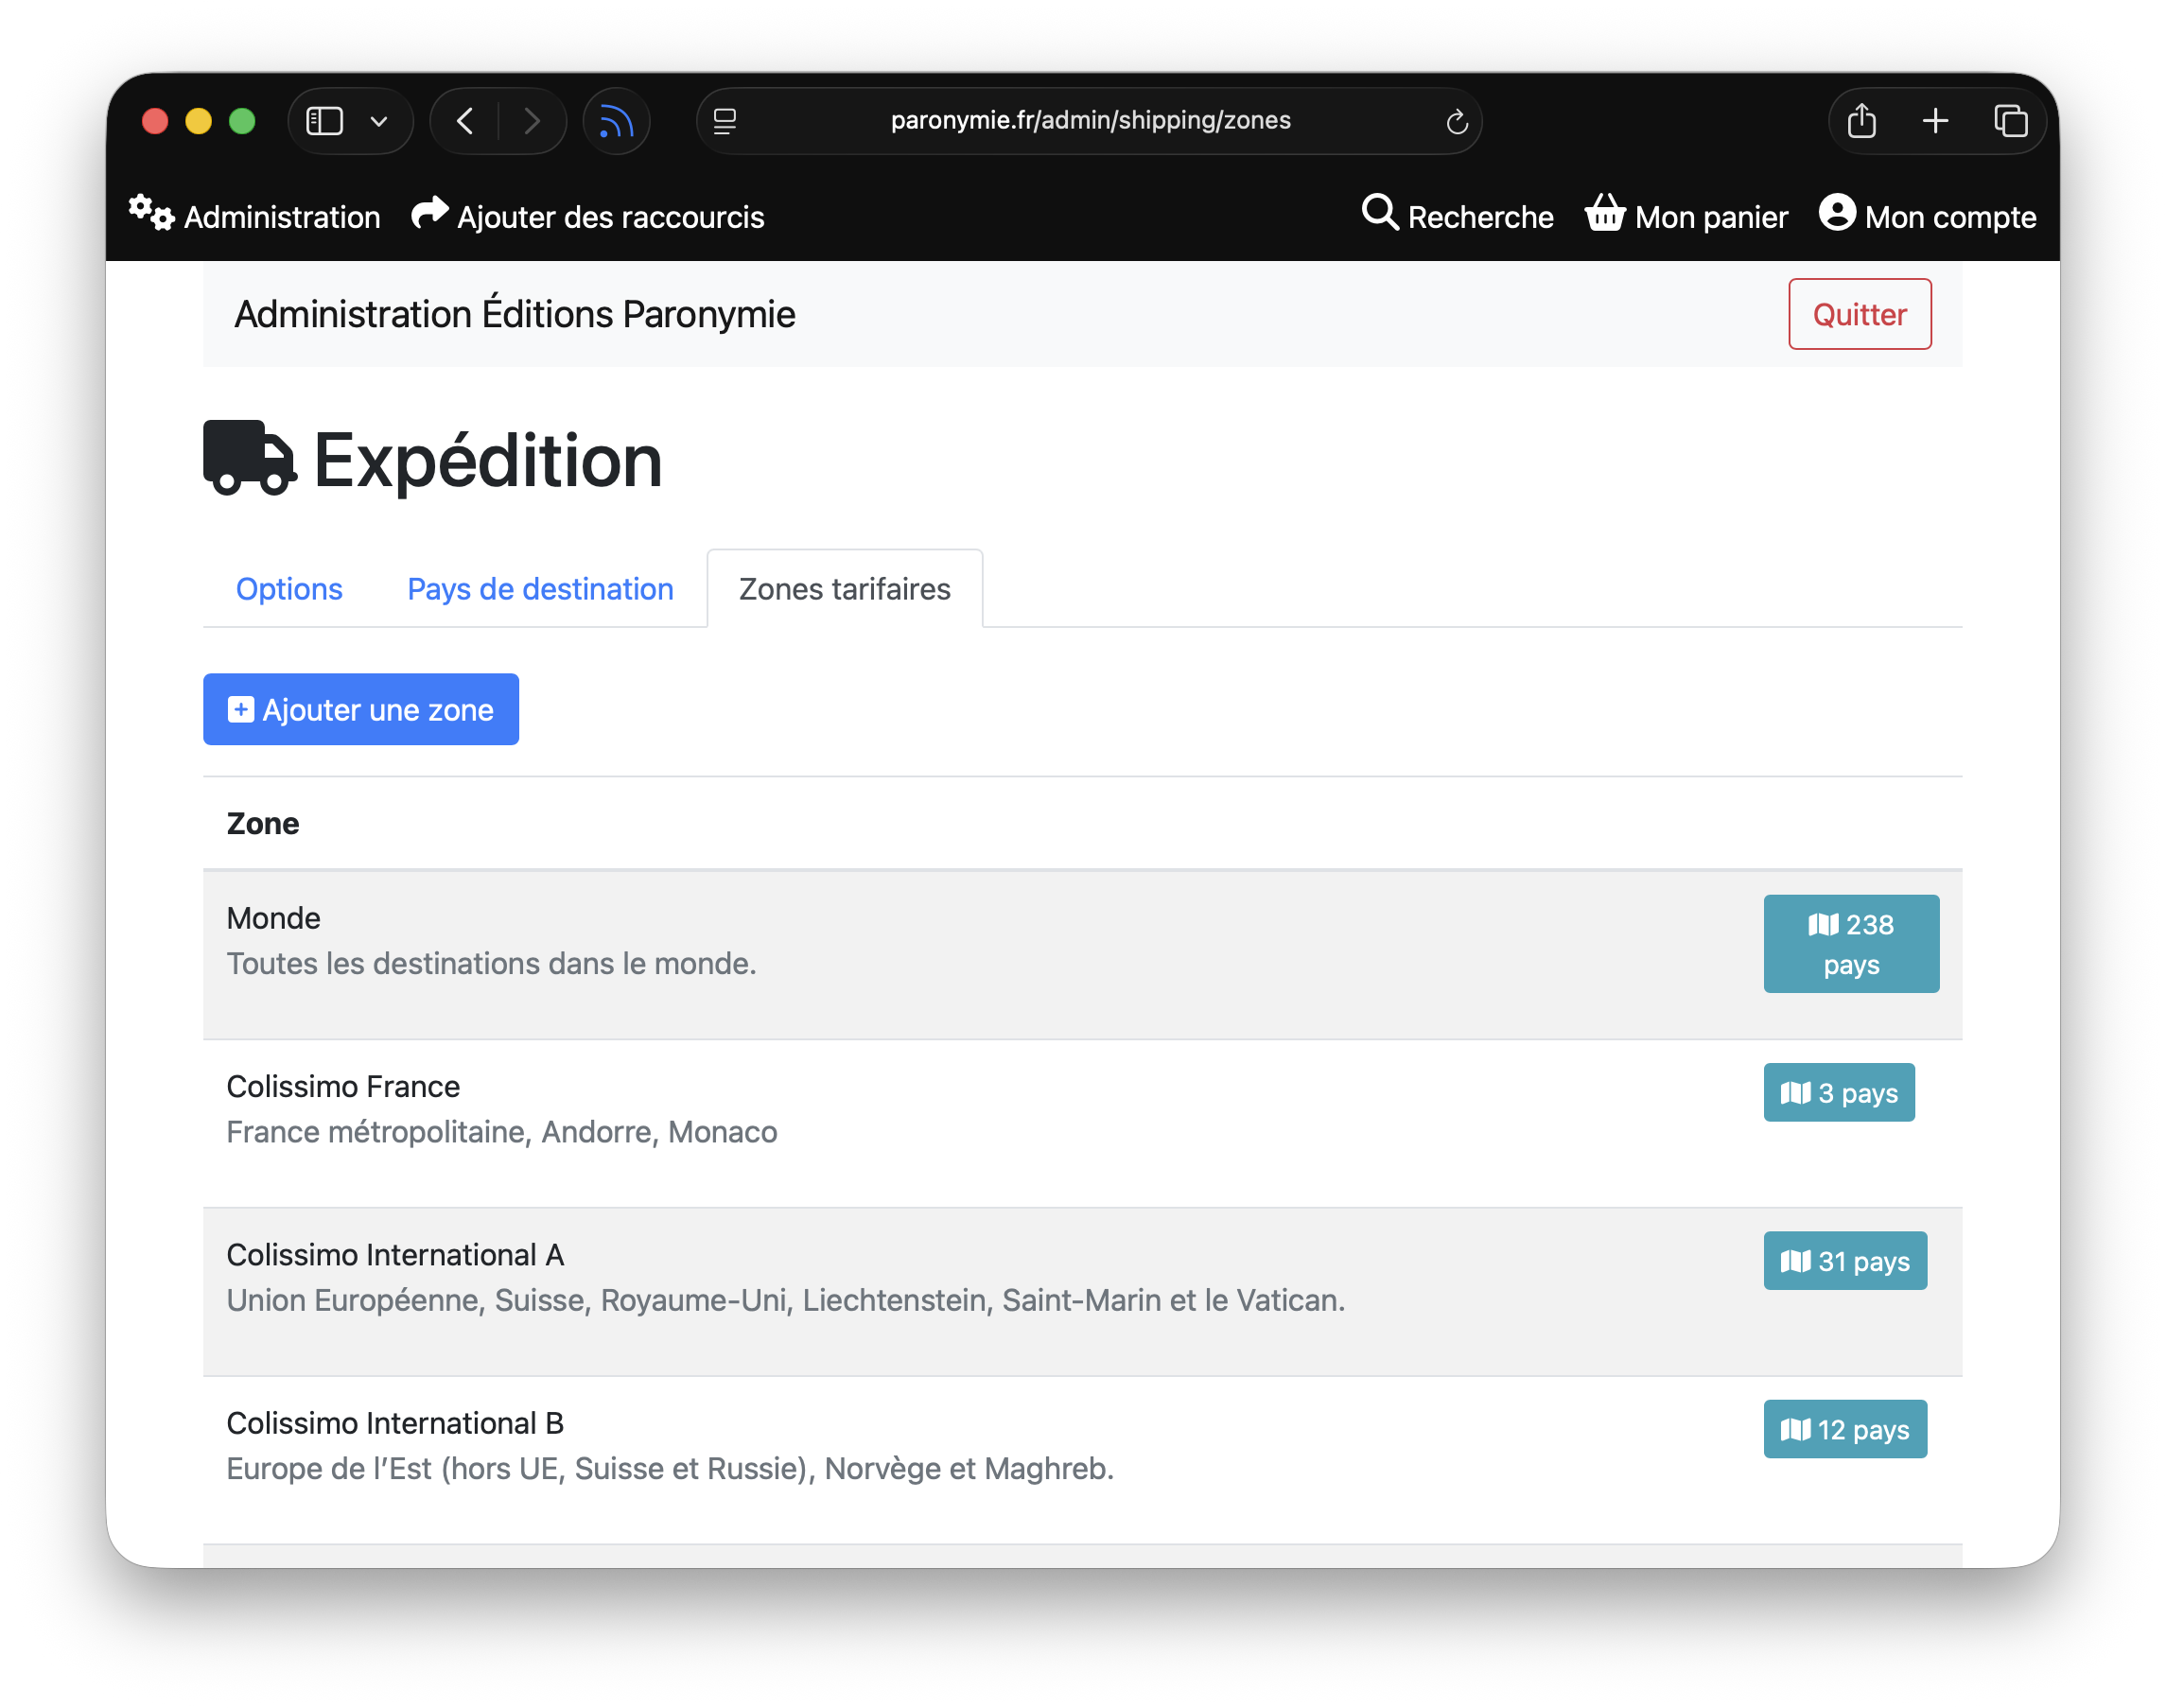 paronymie.fr/admin/shipping/zones
Administration Ajouter des raccourcis Recherche Mon panier Mon compte
Administration Éditions Paronymie Quitter
Expédition
Options Pays de destination Zones tarifaires
Ajouter une zone
Zone
Monde
Toutes les destinations dans le monde.
238
pays
Colissimo France
France métropolitaine, Andorre, Monaco
3 pays
Colissimo International A
Union Européenne, Suisse, Royaume-Uni, Liechtenstein, Saint-Marin et le Vatican.
31 pays
Colissimo International B
Europe de l’Est (hors UE, Suisse et Russie), Norvège et Maghreb.
12 pays